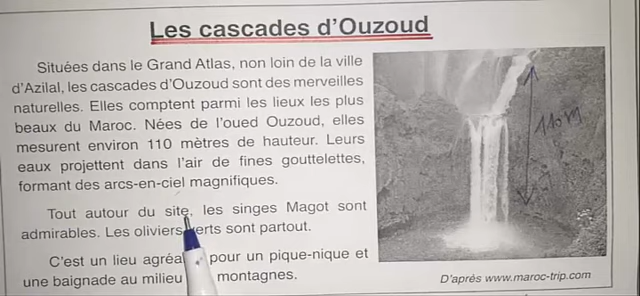 Les cascades d'Ouzoud
Situées dans le Grand Atlas, non loin de la ville
d'Azilal, les cascades d'Ouzoud sont des merveilles
naturelles. Elles comptent parmi les lieux les plus
beaux du Maroc. Nées de l'oued Ouzoud, elles
mesurent environ 110 mètres de hauteur. Leurs
eaux projettent dans l'air de fines gouttelettes,
formant des arcs-en-ciel magnifiques.
Tout autour du site, les singes Magot sont
admirables. Les oliviers verts sont partout.
C'est un lieu pour un pique-nique et
une baignade au milieu montagnes.
110m
D'après www.maroc-trip.com